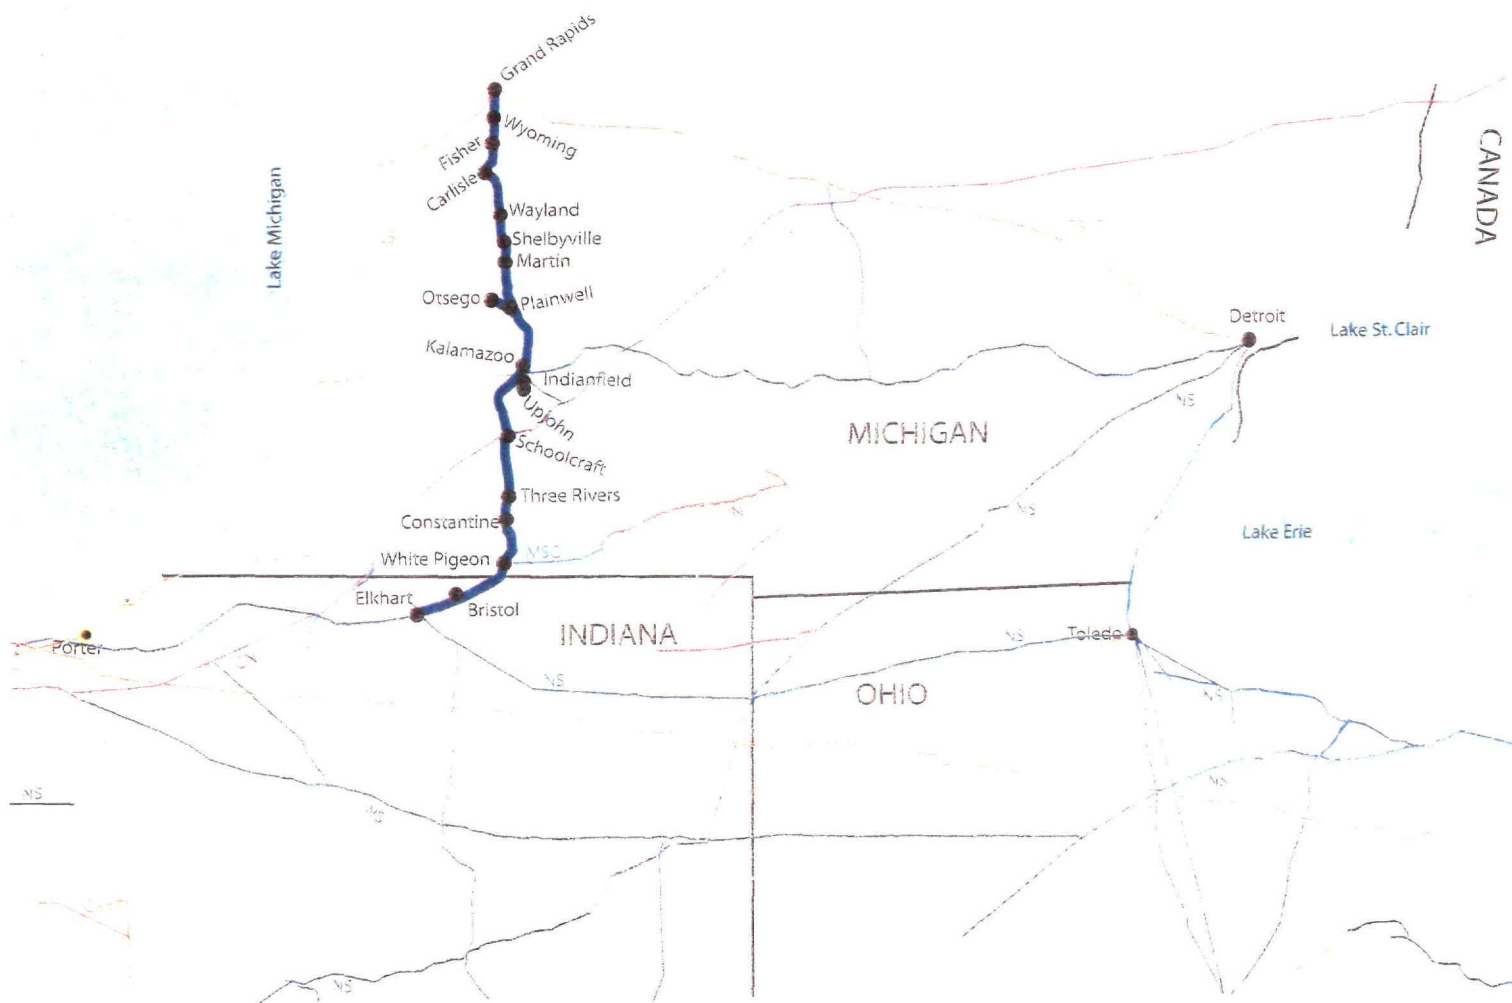 Grand Rapids
Wyoming
Fisher
Carlisle
Wayland
Shelbyville
Martin
Otsego
Plainwell
Kalamazoo
Indianfield
Upjohn
Schoolcraft
Three Rivers
Constantine
White Pigeon
Elkhart
Bristol
Porter
Lake Michigan
CANADA
Detroit
Lake St. Clair
MICHIGAN
NS
NS
Lake Erie
INDIANA
NS
Toledo
NS
OHIO
NS
NS
NS
NS